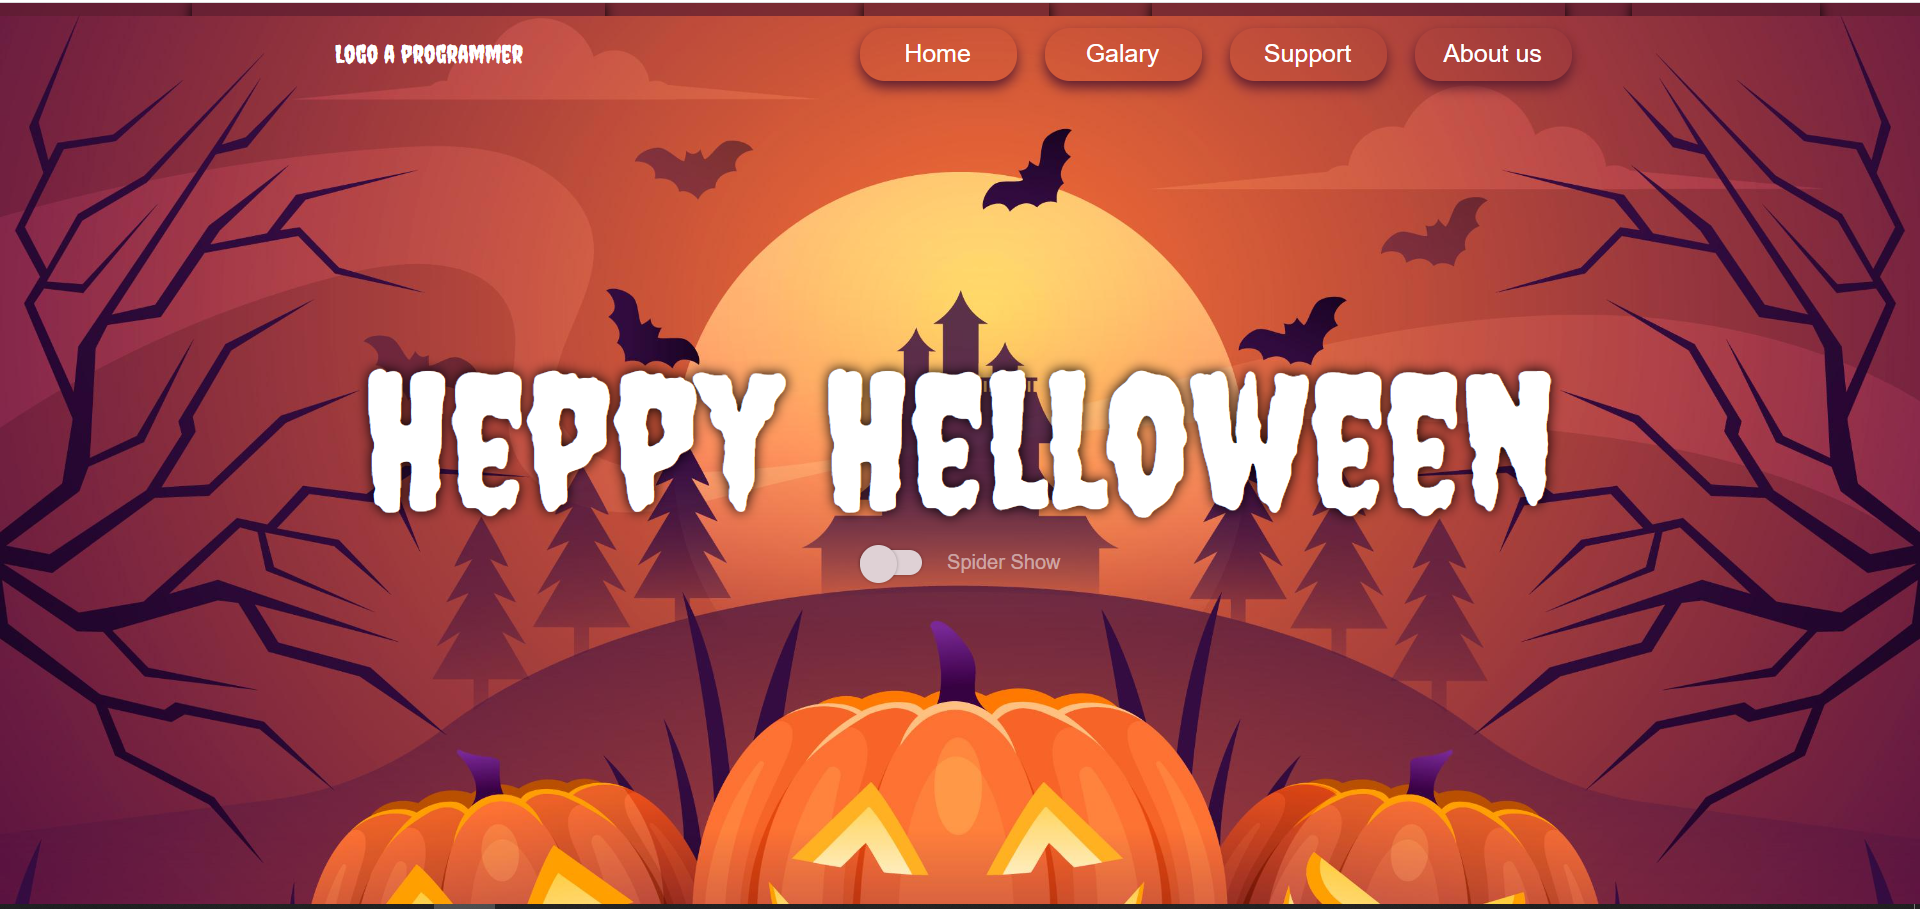 LOGO A PROGRAMMER
Home
Galary
Support
About us
HEPPY HELLOWEEN
Spider Show